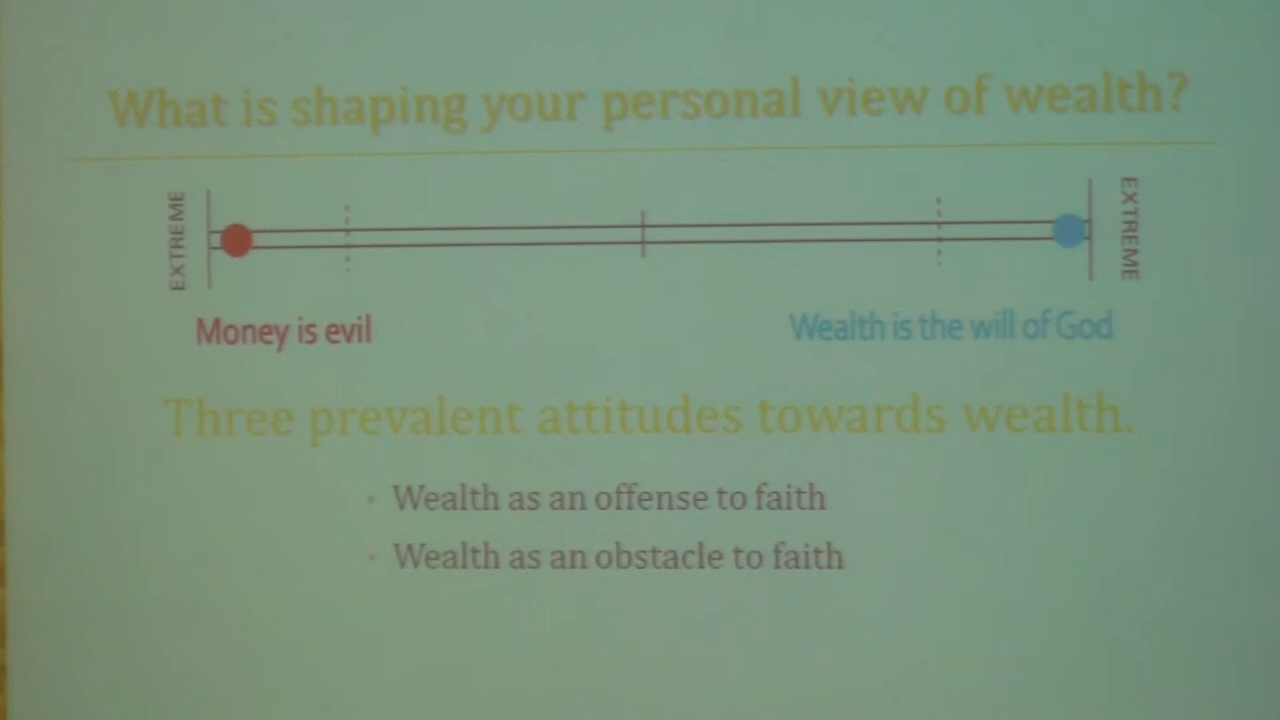 What is shaping your personal view of wealth?
EXTREME
EXTREME
Money is evil
Wealth is the will of God
Three prevalent attitudes towards wealth.
· Wealth as an offense to faith
· Wealth as an obstacle to faith